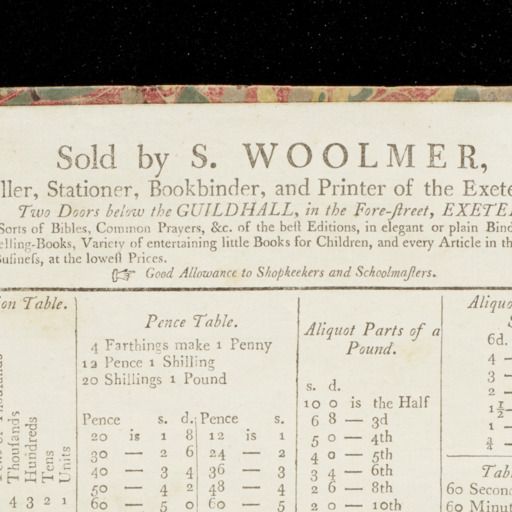 Sold by S. WOOLMER,
ller, Stationer, Bookbinder, and Printer of the Exete
Two Doors below the GUILDHALL, in the Fore-ſtreet, EXETE
Sorts of Bibles, Common Prayers, &c. of the beſt Editions, in elegant or plain Bind
elling-Books, Variety of entertaining little Books for Children, and every Article in th
Buſineſs, at the loweſt Prices.
☞ Good Allowance to Shopkeekers and Schoolmaſters.
ion Table.
Thouſands
Hundreds
Tens
Units
4 3 2 1
Pence Table.
4 Farthings make 1 Penny
12 Pence 1 Shilling
20 Shillings 1 Pound
Pence s. d. Pence s.
20 is 1 8 12 is 1
30 — 2 6 24 — 2
40 — 3 4 36 — 3
50 — 4 2 48 — 4
60 — 5 0 60 — 5
Aliquot Parts of a
Pound.
s. d.
10 0 is the Half
6 8 — 3d
5 0 — 4th
4 0 — 5th
3 4 — 6th
2 6 — 8th
2 0 — 10th
Aliquo
S
6d.
4 —
3 —
2 —
1½ —
1 —
¾ —
Tabl
60 Second
60 Minut